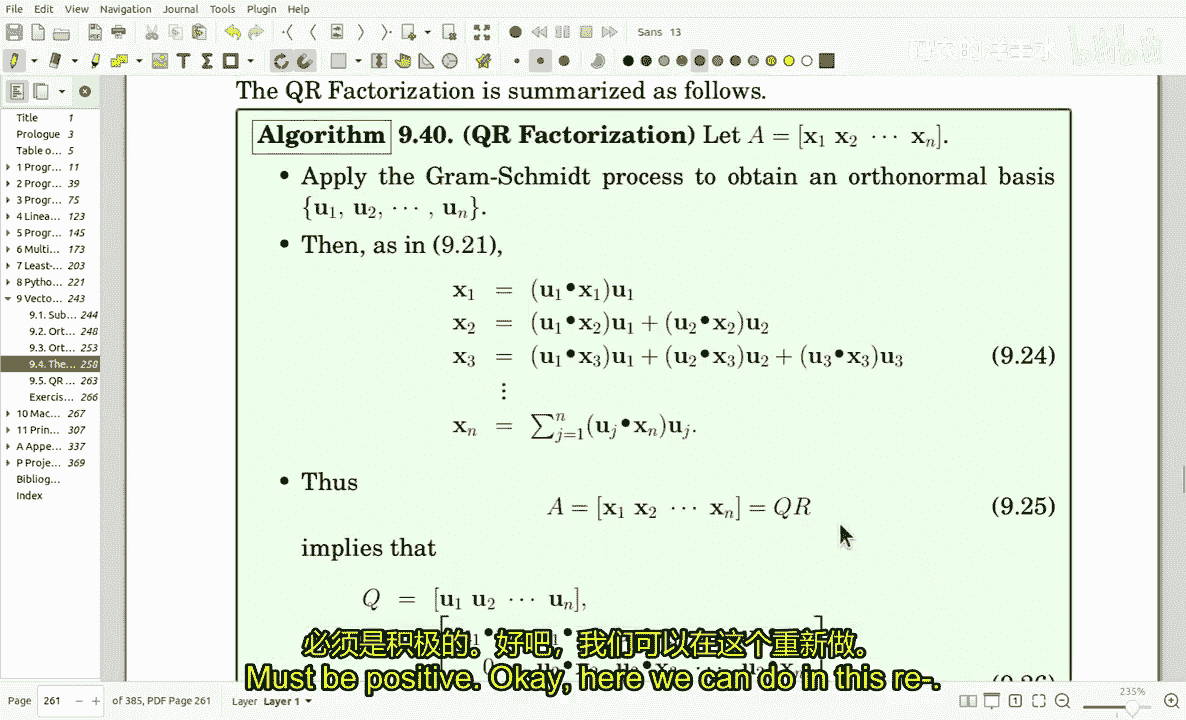 File Edit View Navigation Journal Tools Plugin Help
Sans 13
The QR Factorization is summarized as follows.
Algorithm 9.40. (QR Factorization) Let A = [x₁ x₂ ··· xₙ].
• Apply the Gram-Schmidt process to obtain an orthonormal basis
{u₁, u₂, ··· , uₙ}.
• Then, as in (9.21),
x₁ = (u₁•x₁)u₁
x₂ = (u₁•x₂)u₁ + (u₂•x₂)u₂
x₃ = (u₁•x₃)u₁ + (u₂•x₃)u₂ + (u₃•x₃)u₃ (9.24)
⋮
xₙ = ∑ⁿⱼ₌₁(uⱼ•xₙ)uⱼ.
• Thus
A = [x₁ x₂ ··· xₙ] = QR (9.25)
implies that
Q = [u₁ u₂ ··· uₙ],
Title 1
Prologue 3
Table o... 5
1 Progr... 11
2 Progr... 39
3 Progr... 75
4 Linea... 123
5 Progr... 145
6 Multi... 173
7 Least-... 203
8 Pytho... 221
9 Vecto... 243
9.1. Sub... 244
9.2. Ort... 248
9.3. Ort... 253
9.4. The... 258
9.5. QR ... 263
Exercis... 266
10 Mac... 267
11 Prin... 307
A Appe... 337
P Proje... 369
Bibliog...
Index
必须是积极的。好吧，我们可以在这个重新做。
Must be positive. Okay, here we can do in this re-.
Page 261 of 385, PDF Page 261 Layer Layer 1
235%